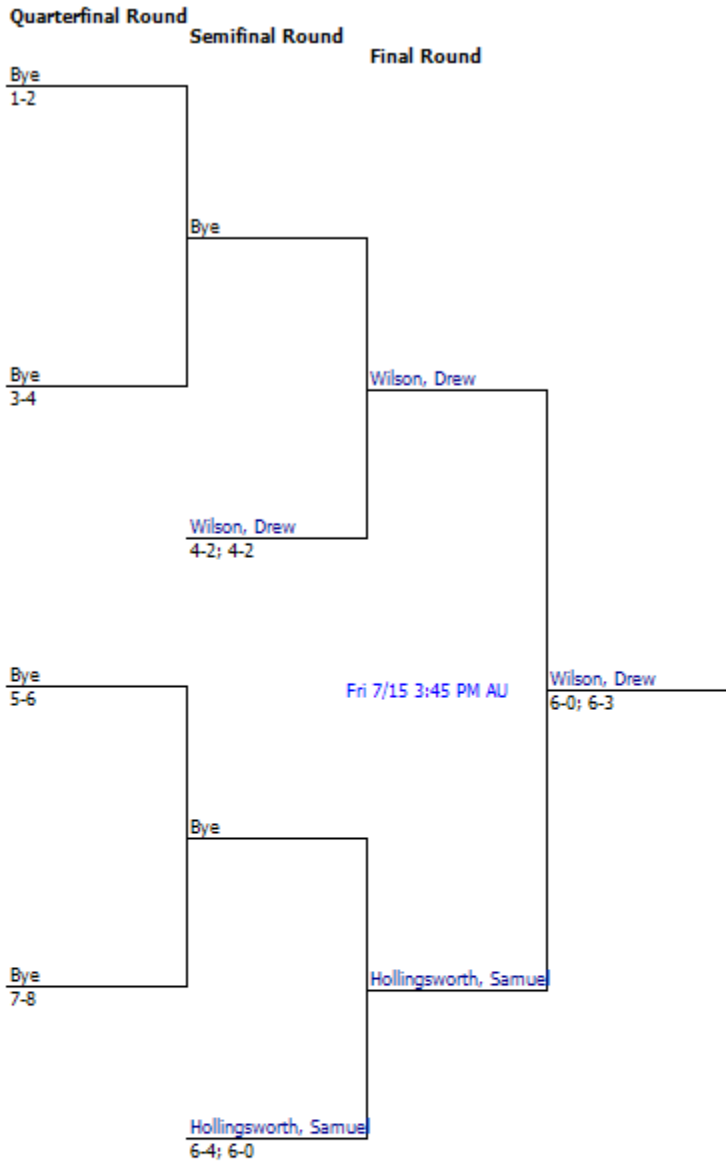 Quarterfinal Round
Semifinal Round
Final Round
Bye
1-2
Bye
Bye
3-4
Wilson, Drew
Wilson, Drew
4-2; 4-2
Bye
5-6
Fri 7/15 3:45 PM AU
Wilson, Drew
6-0; 6-3
Bye
Bye
7-8
Hollingsworth, Samuel
Hollingsworth, Samuel
6-4; 6-0